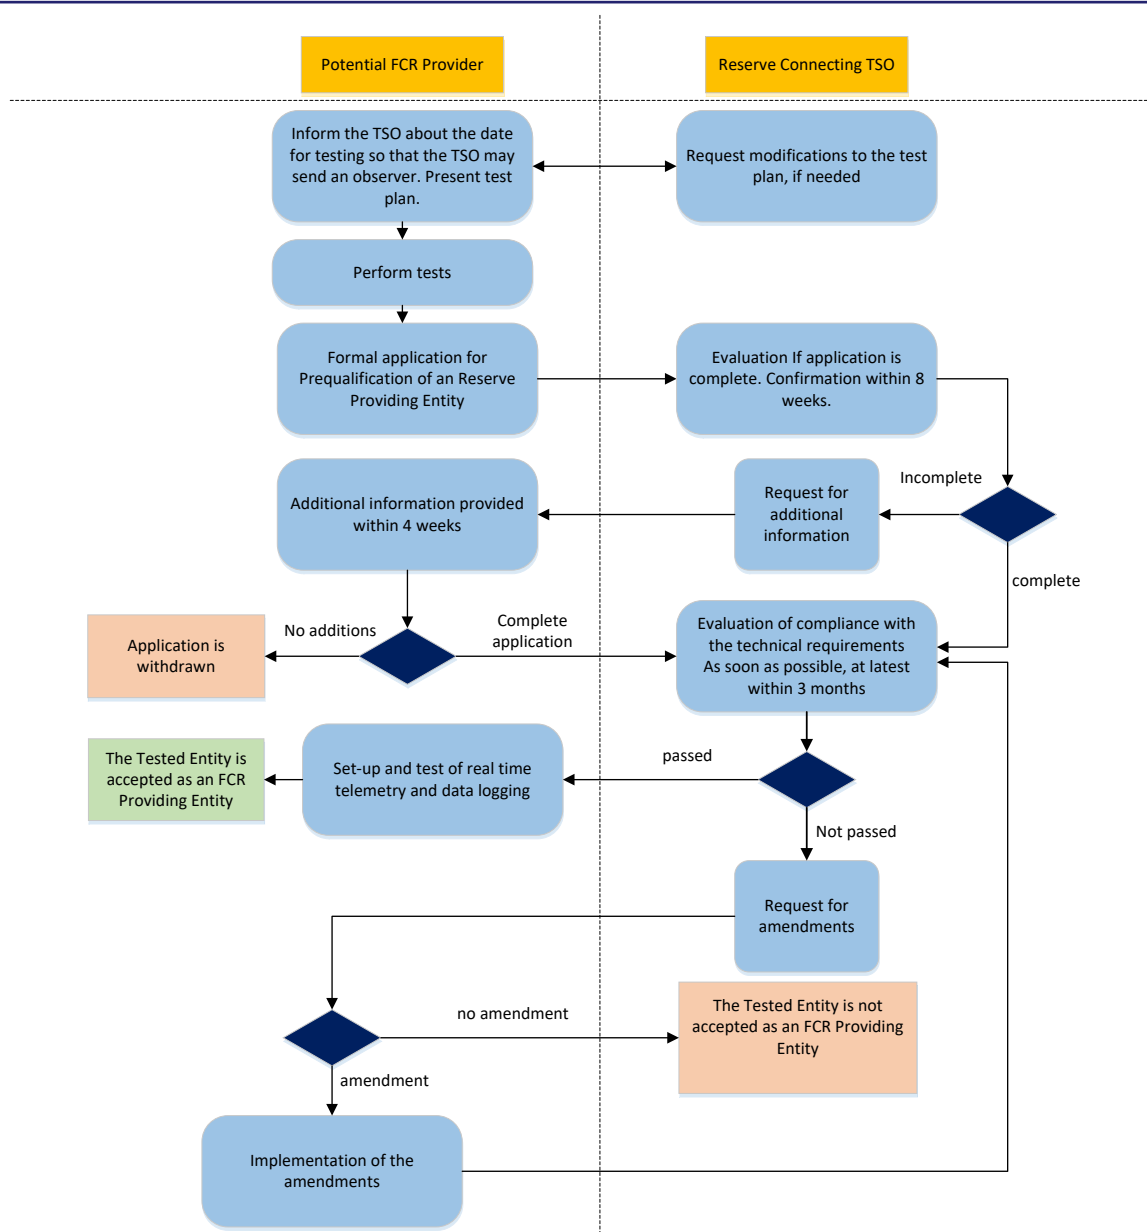 Potential FCR Provider
Reserve Connecting TSO
Inform the TSO about the date
for testing so that the TSO may
send an observer. Present test
plan.
Request modifications to the test
plan, if needed
Perform tests
Formal application for
Prequalification of an Reserve
Providing Entity
Evaluation If application is
complete. Confirmation within 8
weeks.
Incomplete
Request for
additional
information
Additional information provided
within 4 weeks
complete
No additions
Complete
application
Application is
withdrawn
Evaluation of compliance with
the technical requirements
As soon as possible, at latest
within 3 months
passed
The Tested Entity is
accepted as an FCR
Providing Entity
Set-up and test of real time
telemetry and data logging
Not passed
Request for
amendments
no amendment
The Tested Entity is not
accepted as an FCR Providing
Entity
amendment
Implementation of the
amendments